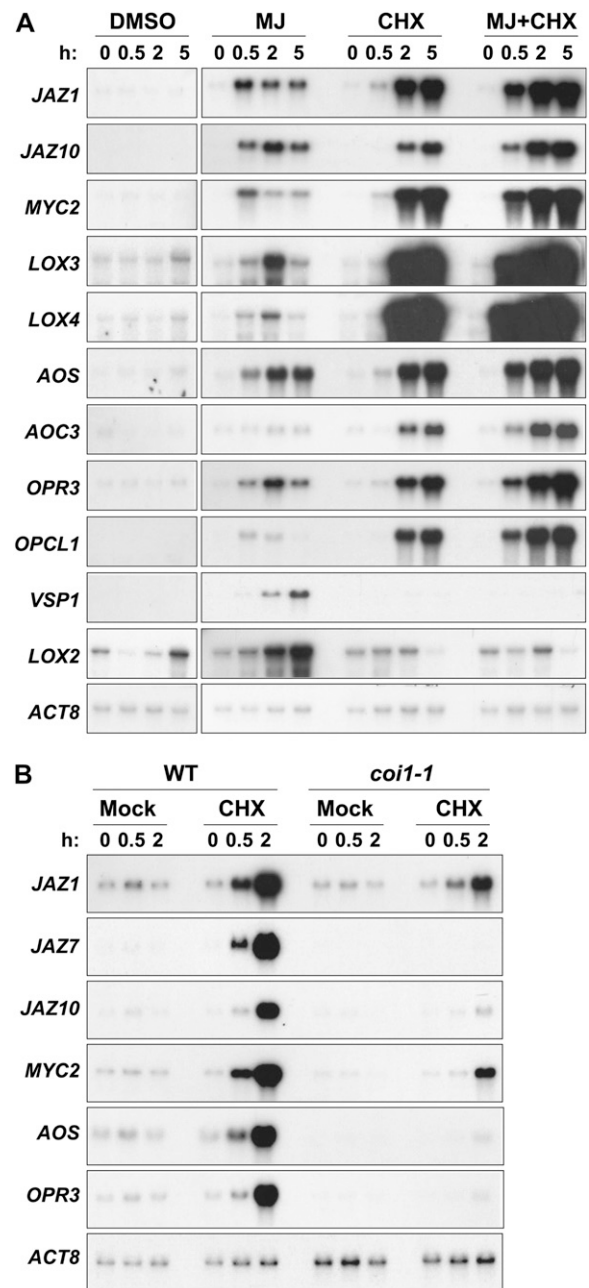 A
DMSO MJ CHX MJ+CHX
h: 0 0.5 2 5 0 0.5 2 5 0 0.5 2 5 0 0.5 2 5
JAZ1
JAZ10
MYC2
LOX3
LOX4
AOS
AOC3
OPR3
OPCL1
VSP1
LOX2
ACT8
B
WT coi1-1
Mock CHX Mock CHX
h: 0 0.5 2 0 0.5 2 0 0.5 2 0 0.5 2
JAZ1
JAZ7
JAZ10
MYC2
AOS
OPR3
ACT8